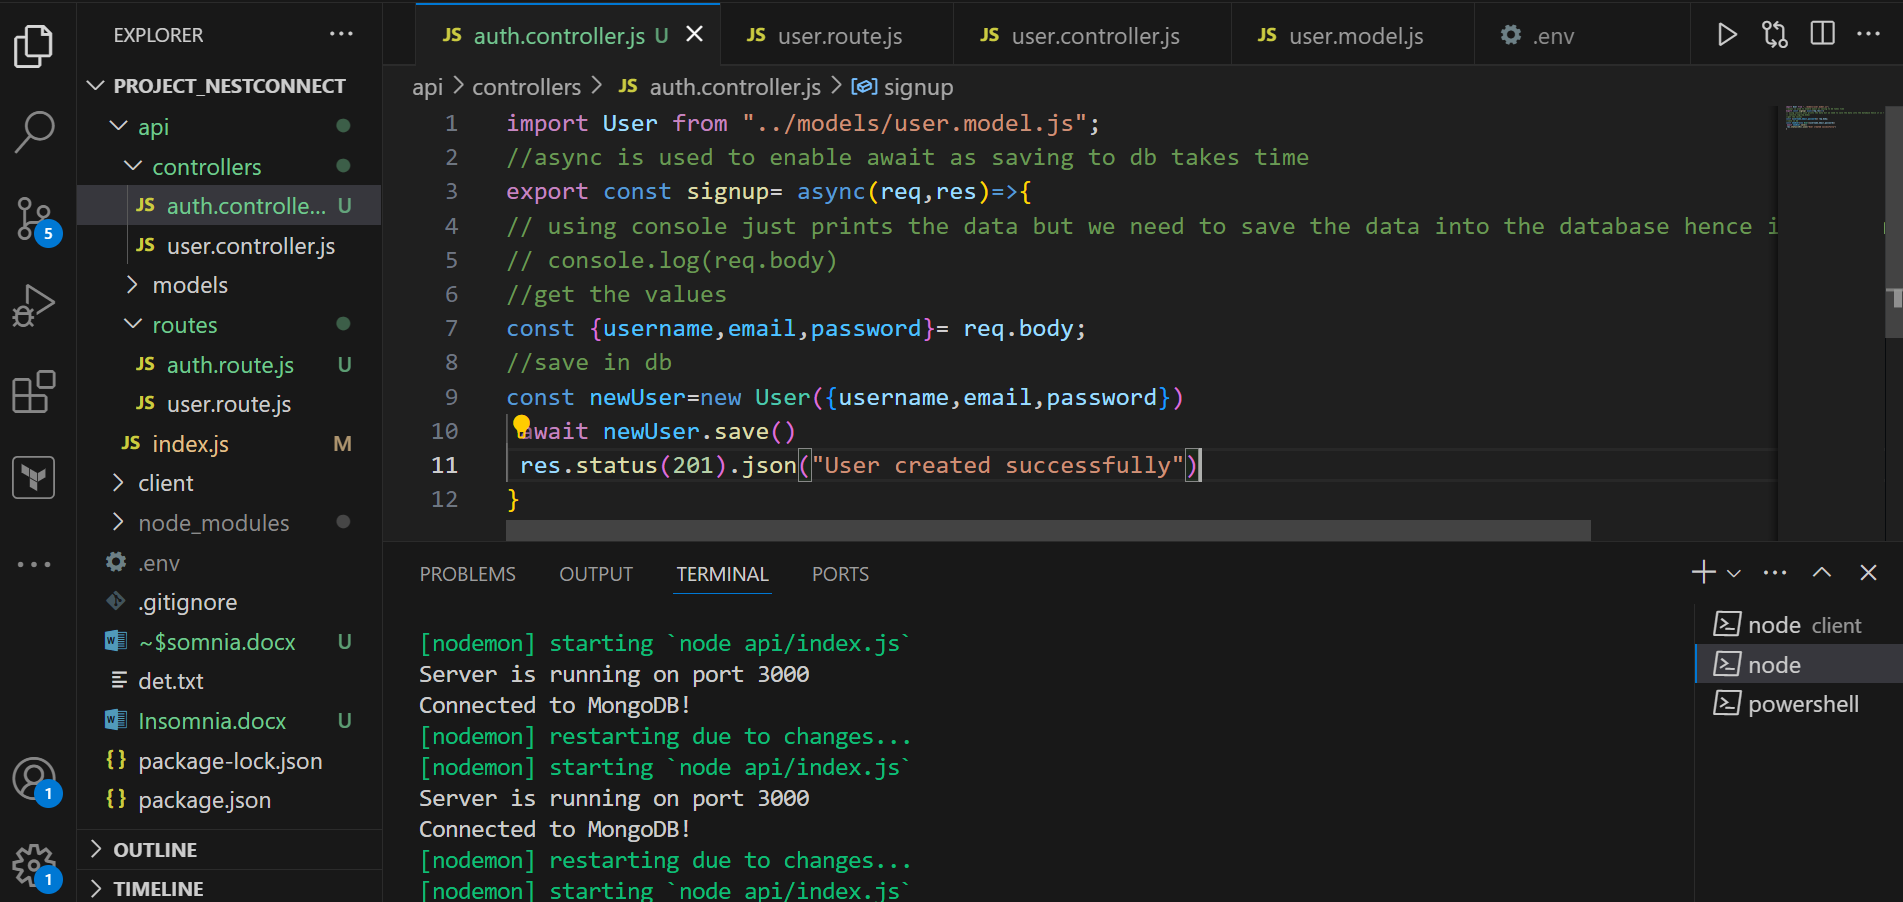 EXPLORER
PROJECT_NESTCONNECT
api
controllers
JS auth.controlle... U
JS user.controller.js
models
routes
JS auth.route.js U
JS user.route.js
JS index.js M
client
node_modules
.env
.gitignore
~$somnia.docx U
det.txt
Insomnia.docx U
{} package-lock.json
{} package.json
OUTLINE
TIMELINE
5
1
1
JS auth.controller.js U
JS user.route.js
JS user.controller.js
JS user.model.js
.env
api > controllers > JS auth.controller.js > signup
1 import User from "../models/user.model.js";
2 //async is used to enable await as saving to db takes time
3 export const signup= async(req,res)=>{
4 // using console just prints the data but we need to save the data into the database hence i
5 // console.log(req.body)
6 //get the values
7 const {username,email,password}= req.body;
8 //save in db
9 const newUser=new User({username,email,password})
10 await newUser.save()
11 res.status(201).json("User created successfully")
12 }
PROBLEMS OUTPUT TERMINAL PORTS
[nodemon] starting `node api/index.js`
Server is running on port 3000
Connected to MongoDB!
[nodemon] restarting due to changes...
[nodemon] starting `node api/index.js`
Server is running on port 3000
Connected to MongoDB!
[nodemon] restarting due to changes...
[nodemon] starting `node api/index.js`
node client
node
powershell